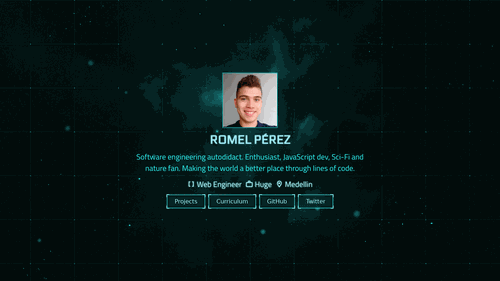 ROMEL PÉREZ
Software engineering autodidact. Enthusiast, JavaScript dev, Sci-Fi and
nature fan. Making the world a better place through lines of code.
Web Engineer Huge Medellin
Projects Curriculum GitHub Twitter